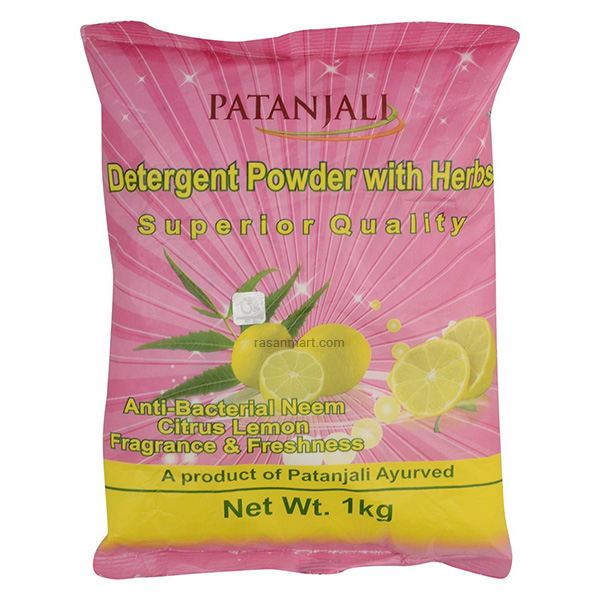 PATANJALI
Detergent Powder with Herbs
Superior Quality
rasanmart.com
Anti-Bacterial Neem
Citrus Lemon
Fragrance & Freshness
A product of Patanjali Ayurved
Net Wt. 1kg